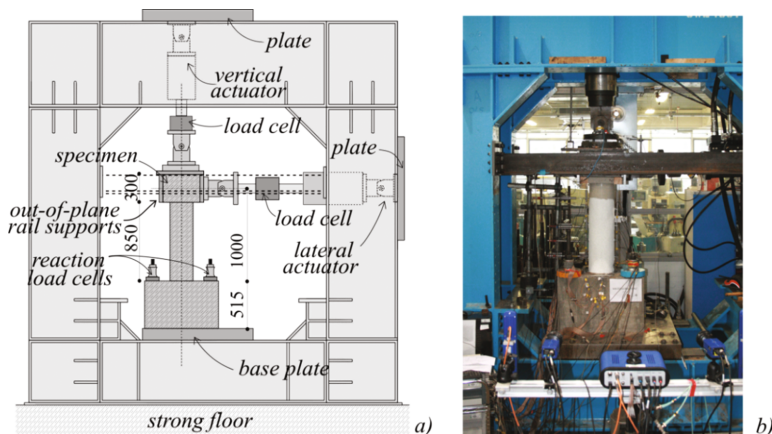 plate
vertical
actuator
load cell
specimen
plate
300
out-of-plane
rail supports
load cell
lateral
actuator
850
1000
reaction
load cells
515
base plate
strong floor
a)
b)